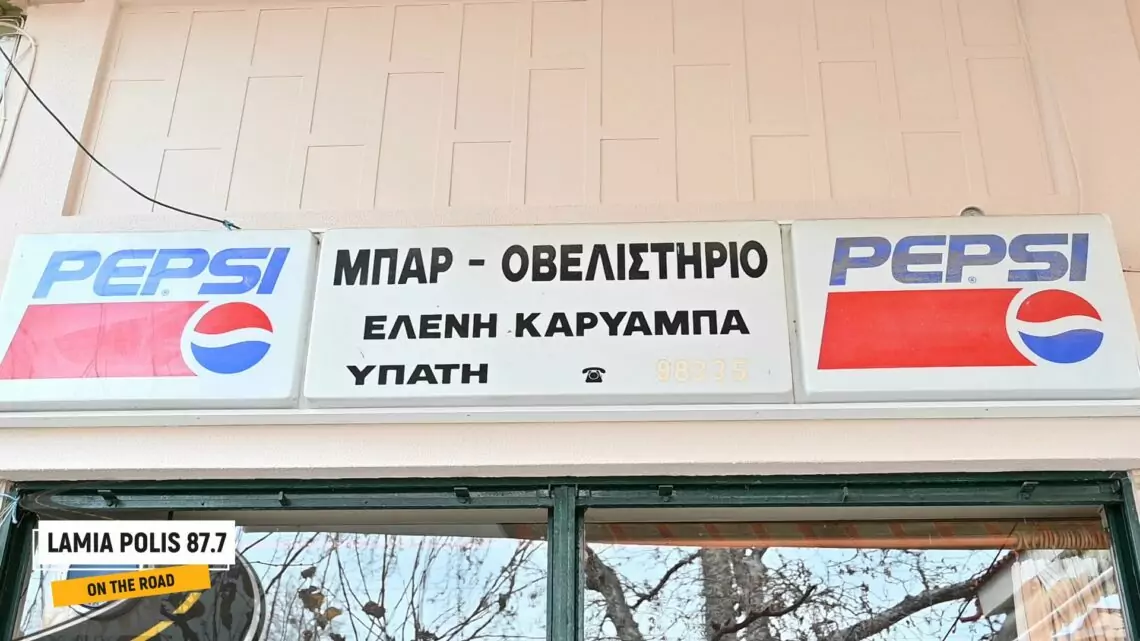 PEPSI
ΜΠΑΡ - ΟΒΕΛΙΣΤΗΡΙΟ
ΕΛΕΝΗ ΚΑΡΥΑΜΠΑ
ΥΠΑΤΗ
PEPSI
LAMIA POLIS 87.7
ON THE ROAD